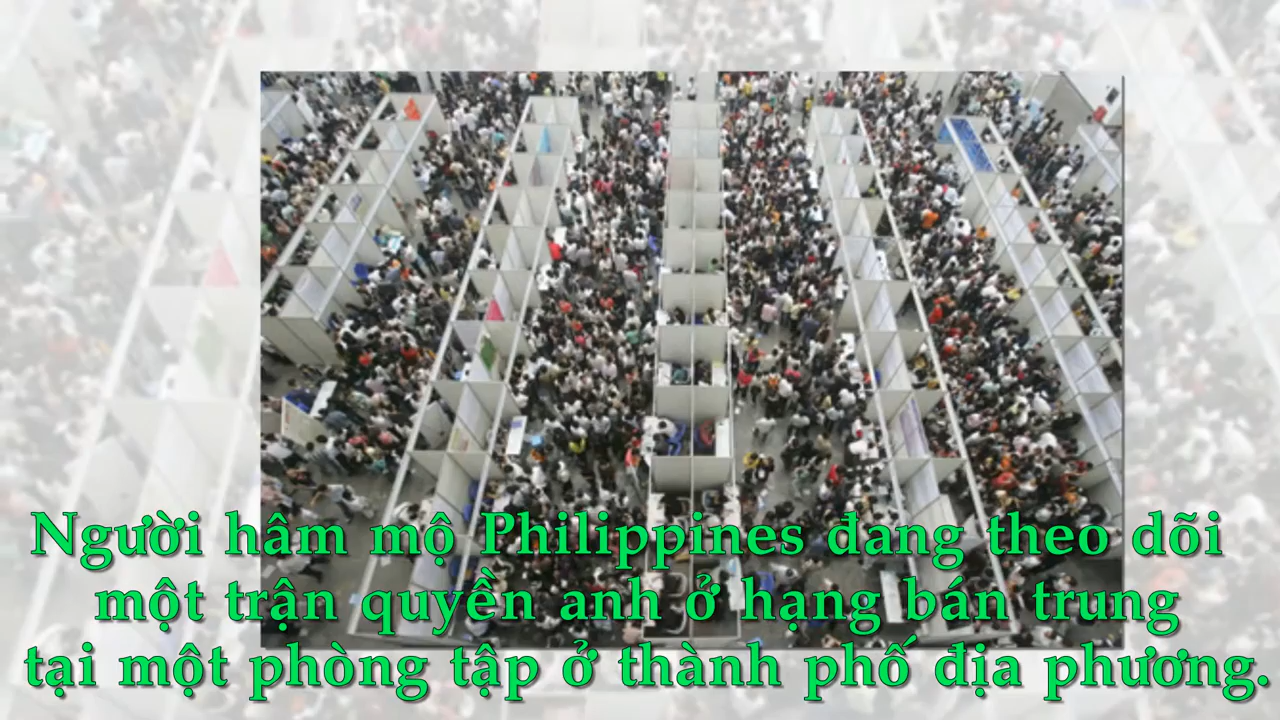 Người hâm mộ Philippines đang theo dõi
một trận quyền anh ở hạng bán trung
tại một phòng tập ở thành phố địa phương.